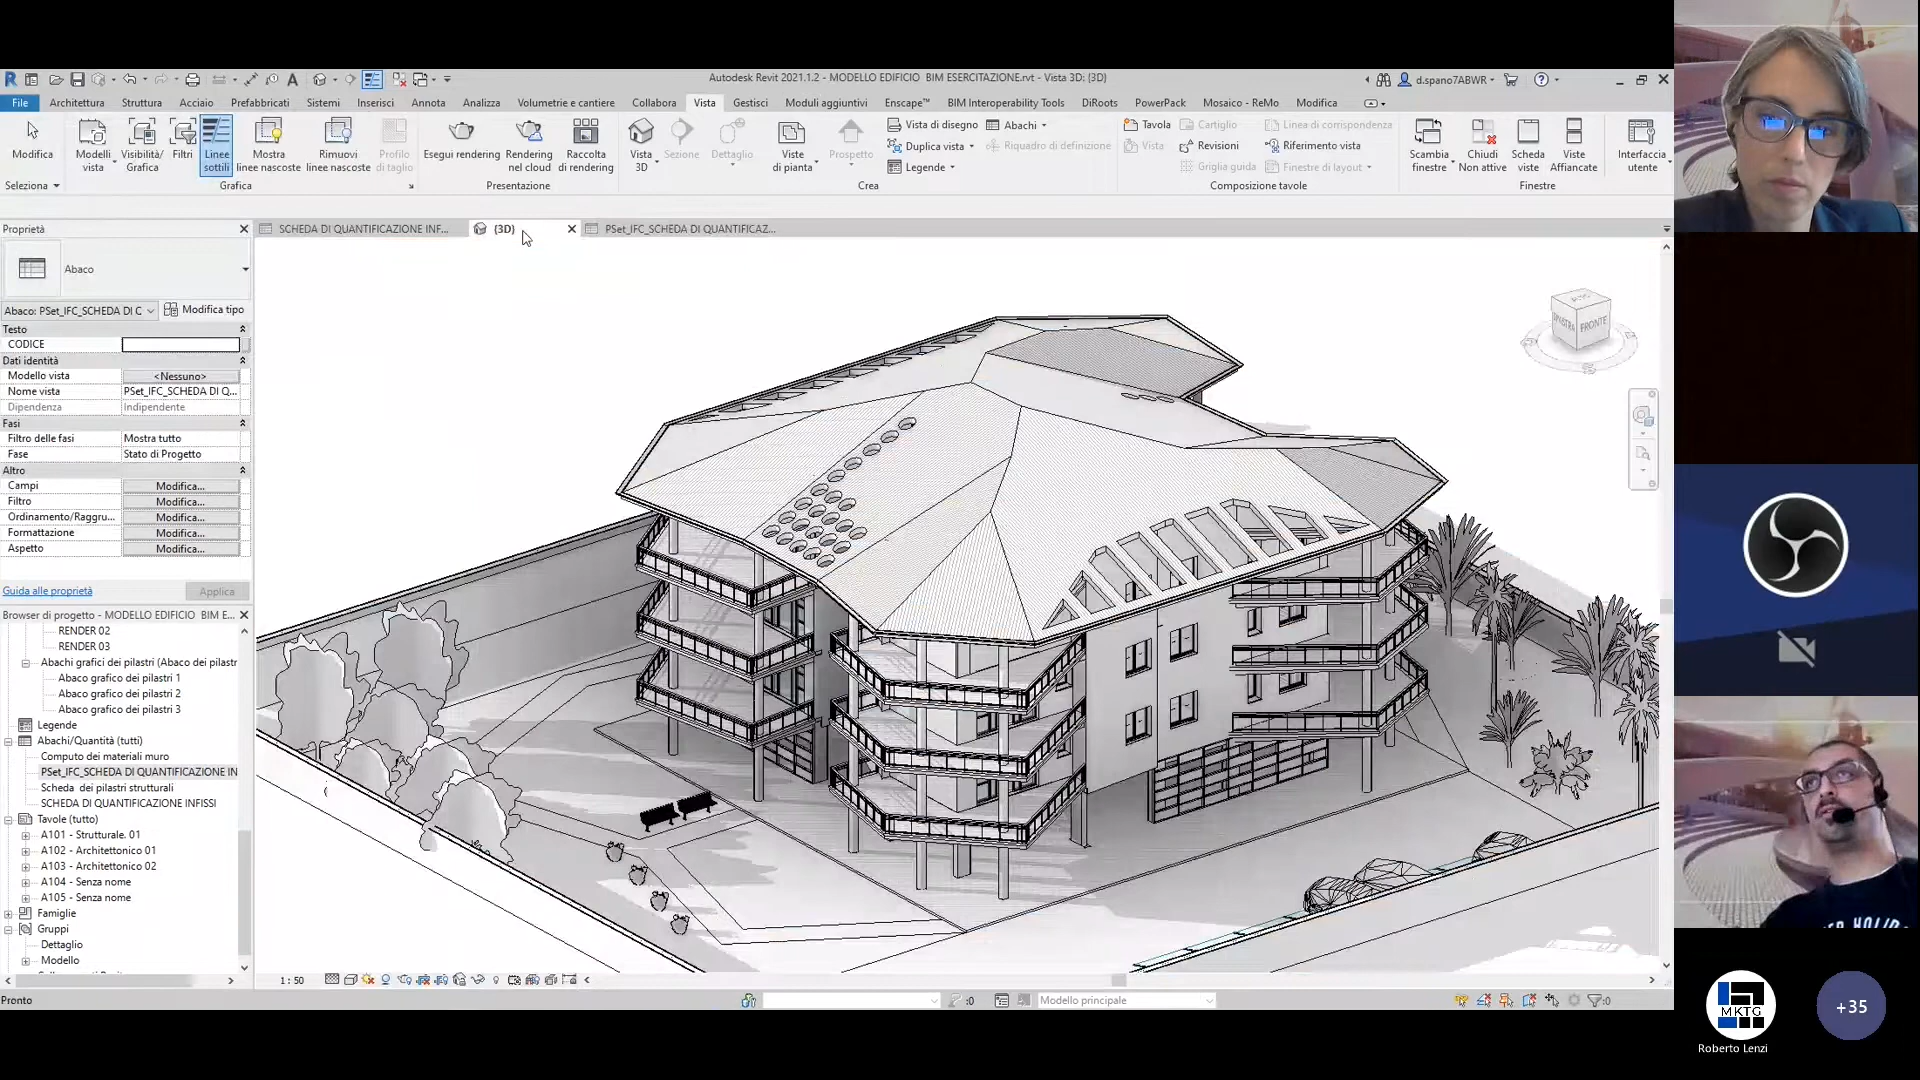 Autodesk Revit 2021.1.2 - MODELLO EDIFICIO BIM ESERCITAZIONE.rvt - Vista 3D: {3D}
d.spano7ABWR
File Architettura Struttura Acciaio Prefabbricati Sistemi Inserisci Annota Analizza Volumetrie e cantiere Collabora Vista Gestisci Moduli aggiuntivi Enscape™ BIM Interoperability Tools DiRoots PowerPack Mosaico - ReMo Modifica
Modifica
Modelli vista
Visibilità/ Grafica
Filtri
Linee sottili
Mostra linee nascoste
Rimuovi linee nascoste
Profilo di taglio
Esegui rendering
Rendering nel cloud
Raccolta di rendering
Vista 3D
Sezione
Dettaglio
Viste di pianta
Prospetto
Vista di disegno
Duplica vista
Legende
Abachi
Riquadro di definizione
Tavola
Vista
Cartiglio
Revisioni
Griglia guida
Linea di corrispondenza
Riferimento vista
Finestre di layout
Scambia finestre
Chiudi Non attive
Scheda viste
Viste Affiancate
Interfaccia utente
Seleziona Grafica Presentazione Crea Composizione tavole Finestre
Proprietà
SCHEDA DI QUANTIFICAZIONE INF...
{3D}
PSet_IFC_SCHEDA DI QUANTIFICAZ...
Abaco
Abaco: PSet_IFC_SCHEDA DI C
Modifica tipo
Testo
CODICE
Dati identità
Modello vista <Nessuno>
Nome vista PSet_IFC_SCHEDA DI Q...
Dipendenza Indipendente
Fasi
Filtro delle fasi Mostra tutto
Fase Stato di Progetto
Altro
Campi Modifica...
Filtro Modifica...
Ordinamento/Raggru... Modifica...
Formattazione Modifica...
Aspetto Modifica...
Guida alle proprietà Applica
Browser di progetto - MODELLO EDIFICIO BIM E...
RENDER 02
RENDER 03
Abachi grafici dei pilastri (Abaco dei pilastr
Abaco grafico dei pilastri 1
Abaco grafico dei pilastri 2
Abaco grafico dei pilastri 3
Legende
Abachi/Quantità (tutti)
Computo dei materiali muro
PSet_IFC_SCHEDA DI QUANTIFICAZIONE IN
Scheda dei pilastri strutturali
SCHEDA DI QUANTIFICAZIONE INFISSI
Tavole (tutto)
A101 - Strutturale. 01
A102 - Architettonico 01
A103 - Architettonico 02
A104 - Senza nome
A105 - Senza nome
Famiglie
Gruppi
Dettaglio
Modello
FRONTE
1 : 50
Pronto
:0
Modello principale
:0
MKTG
Roberto Lenzi
+35